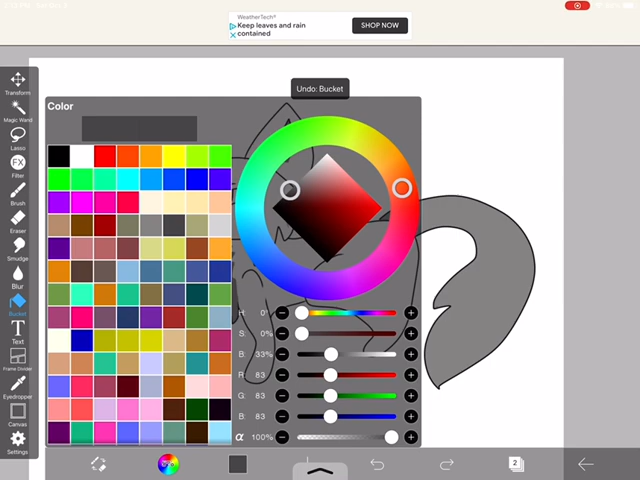 WeatherTech®
Keep leaves and rain
contained
SHOP NOW
Undo: Bucket
Color
Transform
Magic Wand
Lasso
FX
Filter
Brush
Eraser
Smudge
Blur
Bucket
T
Text
Frame Divider
Eyedropper
Canvas
Settings
H: 0°
S: 0%
B: 33%
R: 83
G: 83
B: 83
α 100%
2